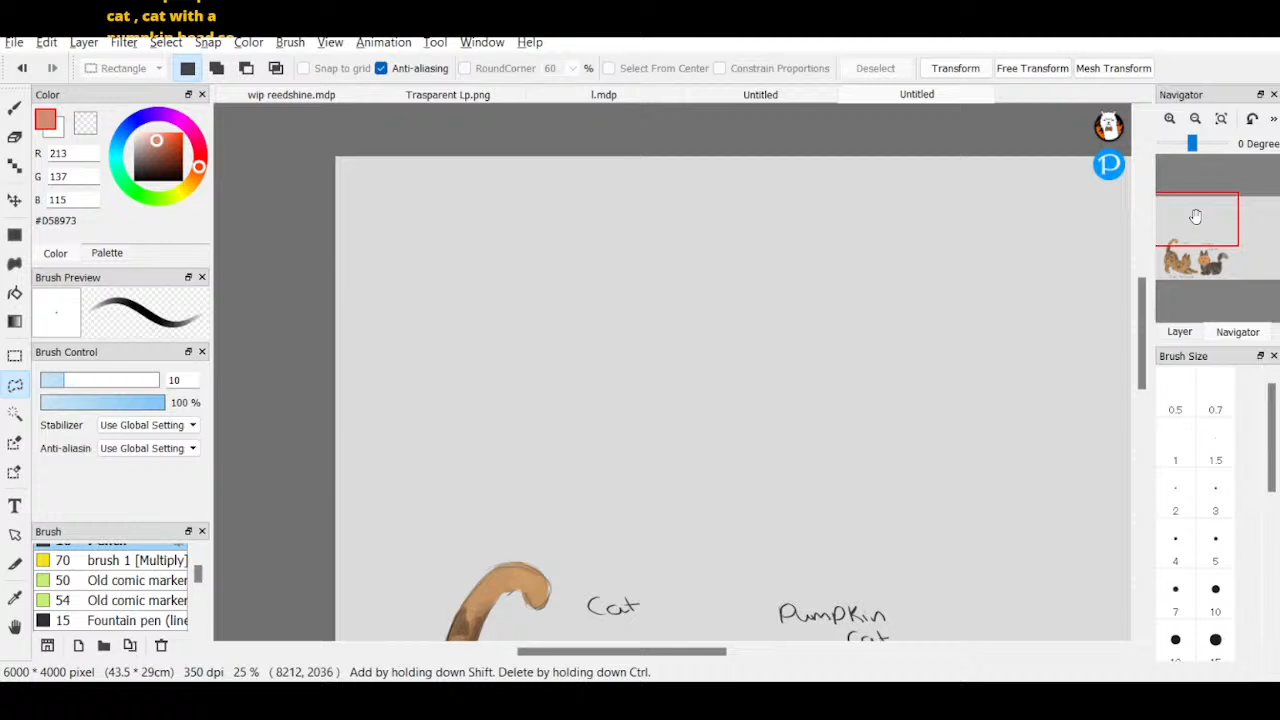 cat , cat with a
File Edit Layer Filter Select Snap Color Brush View Animation Tool Window Help
Rectangle Snap to grid Anti-aliasing RoundCorner 60 % Select From Center Constrain Proportions Deselect Transform Free Transform Mesh Transform
Color wip reedshine.mdp Trasparent Lp.png l.mdp Untitled Untitled Navigator
0 Degree
R 213
G 137
B 115
#D58973
Color Palette
Brush Preview
Layer Navigator
Brush Control
Brush Size
10
100 %
Stabilizer Use Global Setting
Anti-aliasin Use Global Setting
0.5 0.7
1 1.5
2 3
4 5
7 10
Brush
70 brush 1 [Multiply]
50 Old comic marker
54 Old comic marker
15 Fountain pen (line
Cat
Pumpkin
Cat
6000 * 4000 pixel (43.5 * 29cm) 350 dpi 25 % ( 8212, 2036 ) Add by holding down Shift. Delete by holding down Ctrl.